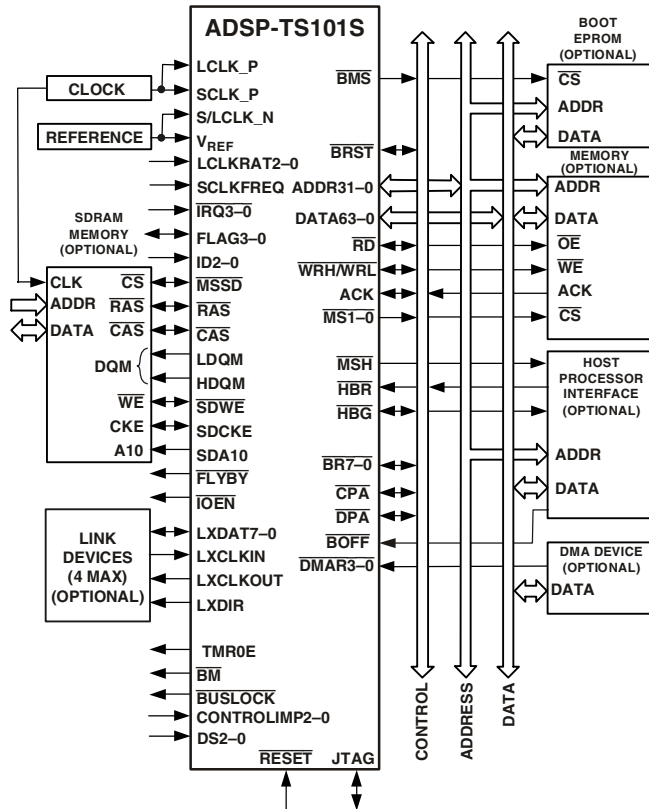 ADSP-TS101S
BOOT
EPROM
(OPTIONAL)
CLOCK
REFERENCE
LCLK_P
SCLK_P
S/LCLK_N
VREF
LCLKRAT2–0
SCLKFREQ
IRQ3–0
FLAG3–0
ID2–0
MSSD
RAS
CAS
LDQM
HDQM
SDWE
SDCKE
SDA10
FLYBY
IOEN
LXDAT7–0
LXCLKIN
LXCLKOUT
LXDIR
TMR0E
BM
BUSLOCK
CONTROLIMP2–0
DS2–0
RESET
JTAG
BMS
BRST
ADDR31–0
DATA63–0
RD
WRH/WRL
ACK
MS1–0
MSH
HBR
HBG
BR7–0
CPA
DPA
BOFF
DMAR3–0
SDRAM
MEMORY
(OPTIONAL)
CLK
ADDR
DATA
CS
RAS
CAS
DQM
WE
CKE
A10
LINK
DEVICES
(4 MAX)
(OPTIONAL)
CONTROL
ADDRESS
DATA
CS
ADDR
DATA
MEMORY
(OPTIONAL)
ADDR
DATA
OE
WE
ACK
CS
HOST
PROCESSOR
INTERFACE
(OPTIONAL)
ADDR
DATA
DMA DEVICE
(OPTIONAL)
DATA